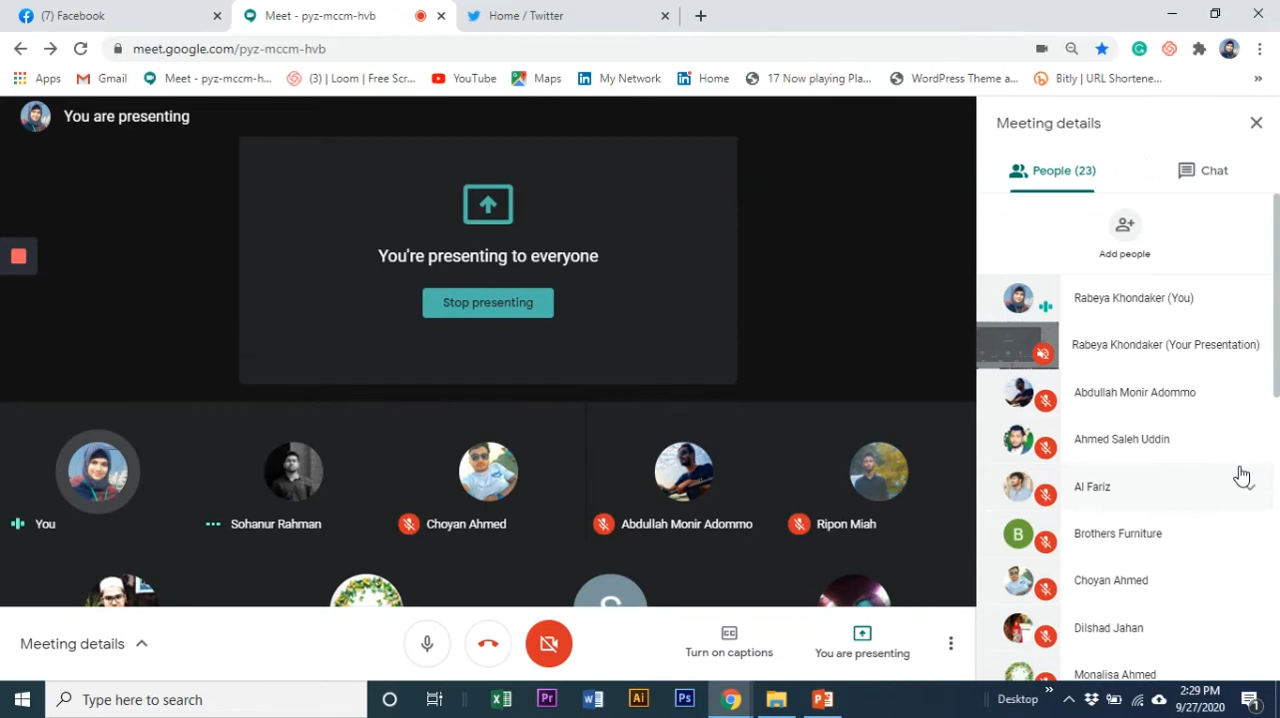 (7) Facebook
Meet - pyz-mccm-hvb
Home / Twitter
meet.google.com/pyz-mccm-hvb
Apps
Gmail
Meet - pyz-mccm-h...
(3) | Loom | Free Scr...
YouTube
Maps
My Network
Home
17 Now playing Pla...
WordPress Theme a...
Bitly | URL Shortene...
»
You are presenting
You're presenting to everyone
Stop presenting
You
Sohanur Rahman
Choyan Ahmed
Abdullah Monir Adommo
Ripon Miah
S
Meeting details
CC
Turn on captions
You are presenting
Meeting details
People (23)
Chat
Add people
Rabeya Khondaker (You)
Rabeya Khondaker (Your Presentation)
Abdullah Monir Adommo
Ahmed Saleh Uddin
Al Fariz
B
Brothers Furniture
Choyan Ahmed
Dilshad Jahan
Monalisa Ahmed
Type here to search
Pr
Ai
Ps
Desktop
»
2:29 PM
9/27/2020
1